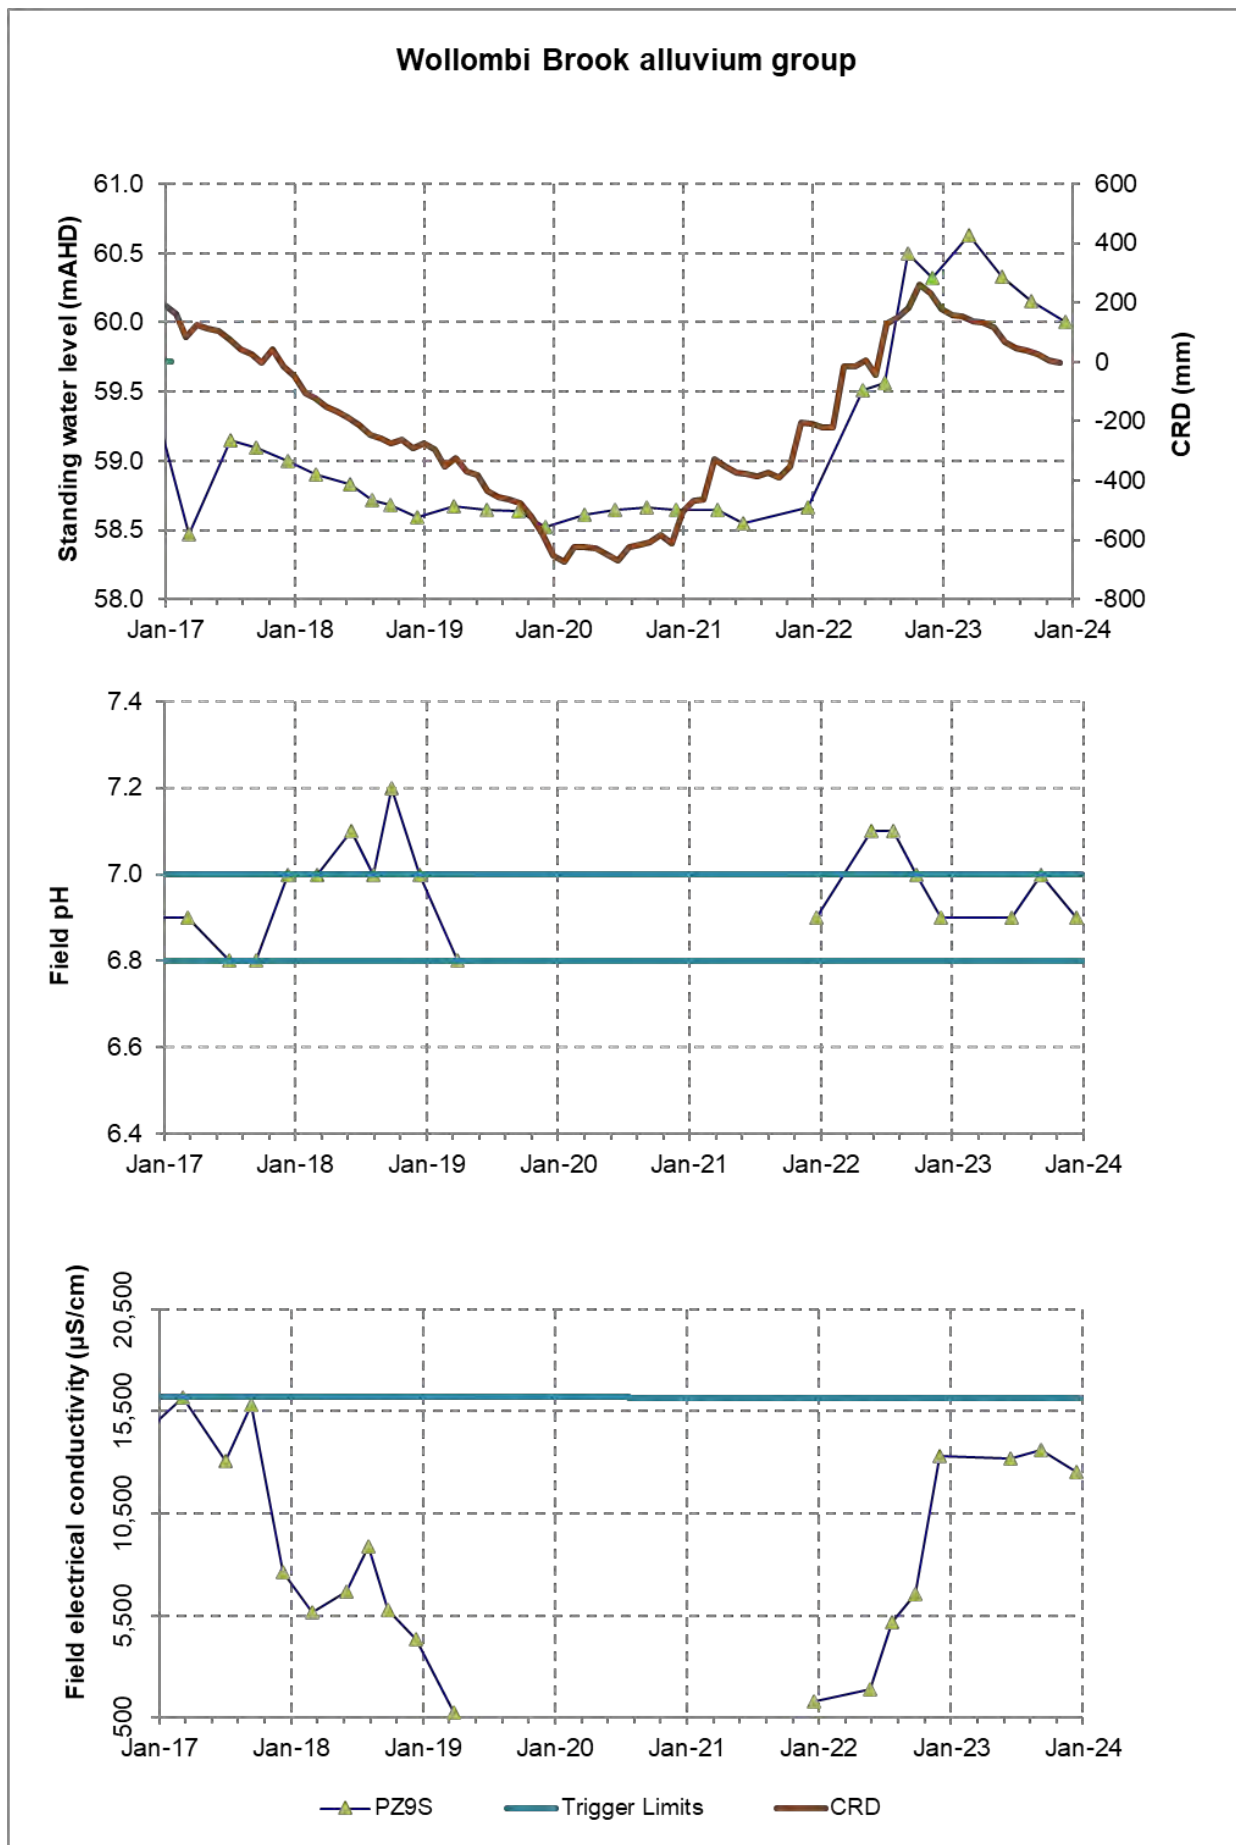 Wollombi Brook alluvium group
Standing water level (mAHD)
61.0
60.5
60.0
59.5
59.0
58.5
58.0
600
400
200
0
-200
-400
-600
-800
CRD (mm)
Jan-17 Jan-18 Jan-19 Jan-20 Jan-21 Jan-22 Jan-23 Jan-24
Field pH
7.4
7.2
7.0
6.8
6.6
6.4
Jan-17 Jan-18 Jan-19 Jan-20 Jan-21 Jan-22 Jan-23 Jan-24
Field electrical conductivity (µS/cm)
20,500
15,500
10,500
5,500
500
Jan-17 Jan-18 Jan-19 Jan-20 Jan-21 Jan-22 Jan-23 Jan-24
PZ9S Trigger Limits CRD